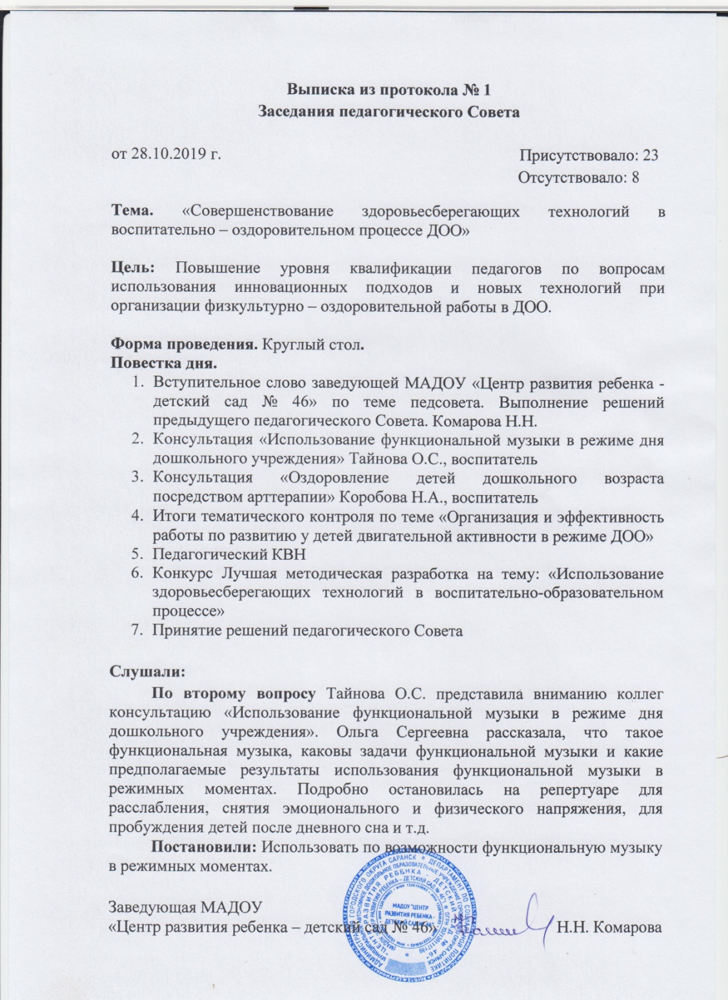 Выписка из протокола № 1
Заседания педагогического Совета
от 28.10.2019 г.
Присутствовало: 23
Отсутствовало: 8
Тема. «Совершенствование здоровьесберегающих технологий в
воспитательно – оздоровительном процессе ДОО»
Цель: Повышение уровня квалификации педагогов по вопросам
использования инновационных подходов и новых технологий при
организации физкультурно – оздоровительной работы в ДОО.
Форма проведения. Круглый стол.
Повестка дня.
1. Вступительное слово заведующей МАДОУ «Центр развития ребенка -
детский сад № 46» по теме педсовета. Выполнение решений
предыдущего педагогического Совета. Комарова Н.Н.
2. Консультация «Использование функциональной музыки в режиме дня
дошкольного учреждения» Тайнова О.С., воспитатель
3. Консультация «Оздоровление детей дошкольного возраста
посредством арттерапии» Коробова Н.А., воспитатель
4. Итоги тематического контроля по теме «Организация и эффективность
работы по развитию у детей двигательной активности в режиме ДОО»
5. Педагогический КВН
6. Конкурс Лучшая методическая разработка на тему: «Использование
здоровьесберегающих технологий в воспитательно-образовательном
процессе»
7. Принятие решений педагогического Совета
Слушали:
По второму вопросу Тайнова О.С. представила вниманию коллег
консультацию «Использование функциональной музыки в режиме дня
дошкольного учреждения». Ольга Сергеевна рассказала, что такое
функциональная музыка, каковы задачи функциональной музыки и какие
предполагаемые результаты использования функциональной музыки в
режимных моментах. Подробно остановилась на репертуаре для
расслабления, снятия эмоционального и физического напряжения, для
пробуждения детей после дневного сна и т.д.
Постановили: Использовать по возможности функциональную музыку
в режимных моментах.
Заведующая МАДОУ
«Центр развития ребенка – детский сад № 46»
Н.Н. Комарова
МАДОУ "ЦЕНТР
РАЗВИТИЯ РЕБЕНКА -
ДЕТСКИЙ САД № 46"